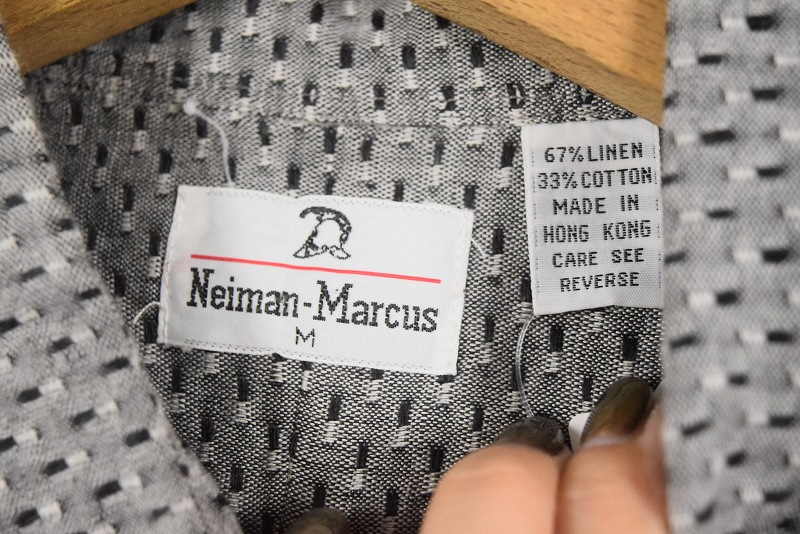 Neiman-Marcus
M
67% LINEN
33% COTTON
MADE IN
HONG KONG
CARE SEE
REVERSE